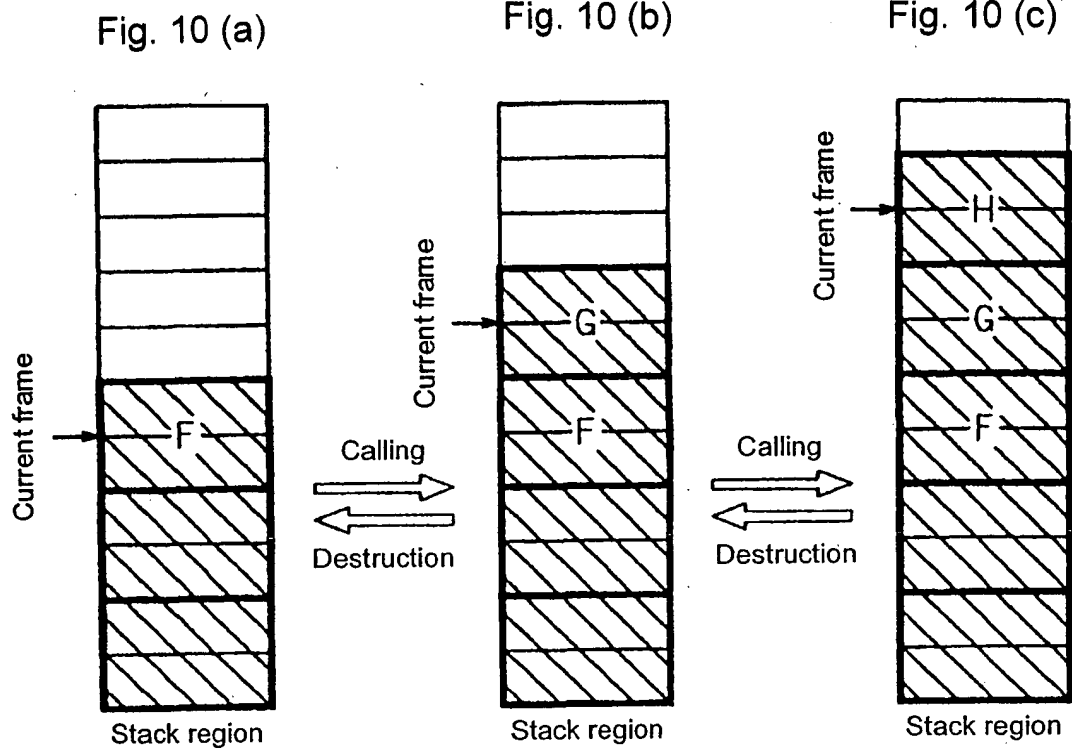 Fig. 10 (a)
Current frame
F
Stack region
Calling
Destruction
Fig. 10 (b)
Current frame
G
F
Stack region
Calling
Destruction
Fig. 10 (c)
Current frame
H
G
F
Stack region